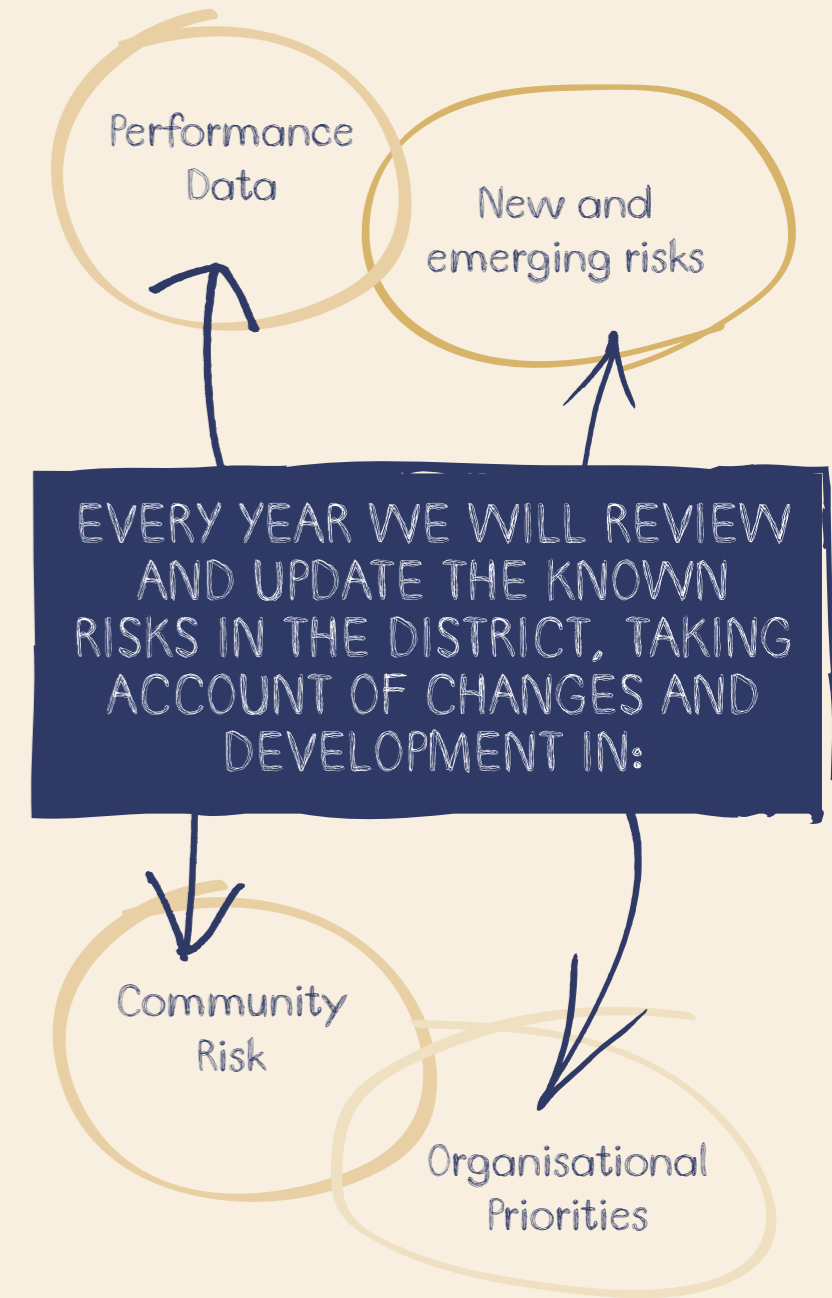 Performance
Data
New and
emerging risks
EVERY YEAR WE WILL REVIEW
AND UPDATE THE KNOWN
RISKS IN THE DISTRICT, TAKING
ACCOUNT OF CHANGES AND
DEVELOPMENT IN:
Community
Risk
Organisational
Priorities